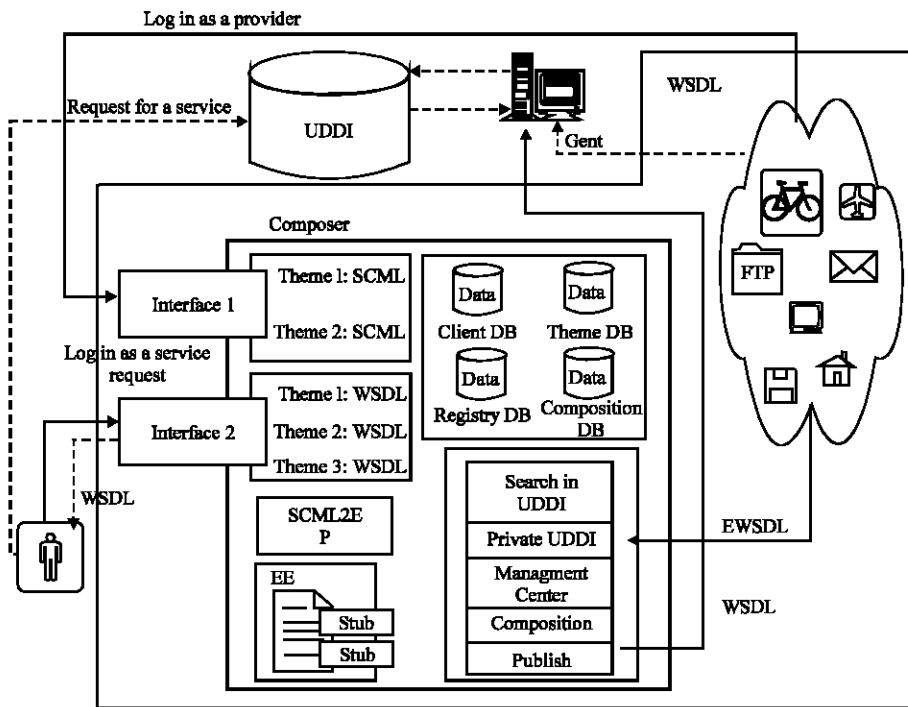 Log in as a provider
WSDL
Request for a service
UDDI
Gent
Composer
Interface 1
Theme 1: SCML
Theme 2: SCML
Data
Client DB
Data
Theme DB
Data
Registry DB
Data
Composition
DB
FTP
Log in as a service
request
Interface 2
Theme 1: WSDL
Theme 2: WSDL
Theme 3: WSDL
WSDL
SCML2E
P
EE
Stub
Stub
Search in
UDDI
Private UDDI
Managment
Center
Composition
Publish
EWSDL
WSDL